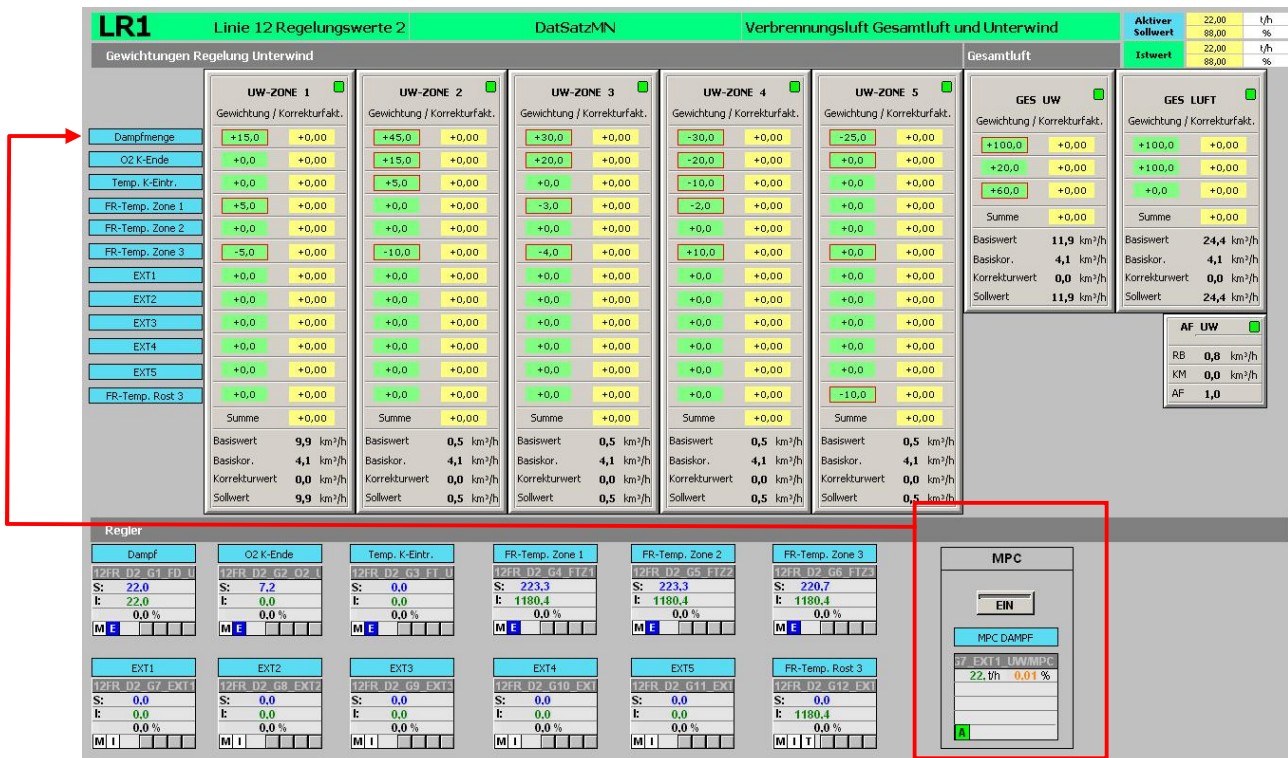 LR1 Linie 12 Regelungswerte 2 DatSatzMN Verbrennungsluft Gesamtluft und Unterwind Aktiver Sollwert 22,00 t/h 88,00 %
Gewichtungen Regelung Unterwind Gesamtluft Istwert 22,00 t/h 88,00 %
UW-ZONE 1 UW-ZONE 2 UW-ZONE 3 UW-ZONE 4 UW-ZONE 5 GES UW GES LUFT
Gewichtung / Korrekturfakt. Gewichtung / Korrekturfakt. Gewichtung / Korrekturfakt. Gewichtung / Korrekturfakt. Gewichtung / Korrekturfakt. Gewichtung / Korrekturfakt. Gewichtung / Korrekturfakt.
Dampfmenge +15,0 +0,00 +45,0 +0,00 +30,0 +0,00 -30,0 +0,00 -25,0 +0,00 +100,0 +0,00 +100,0 +0,00
O2 K-Ende +0,0 +0,00 +15,0 +0,00 +20,0 +0,00 -20,0 +0,00 +0,0 +0,00 +20,0 +0,00 +100,0 +0,00
Temp. K-Eintr. +0,0 +0,00 +5,0 +0,00 +0,0 +0,00 -10,0 +0,00 +0,0 +0,00 +60,0 +0,00 +0,0 +0,00
FR-Temp. Zone 1 +5,0 +0,00 +0,0 +0,00 -3,0 +0,00 -2,0 +0,00 +0,0 +0,00 Summe +0,00 Summe +0,00
FR-Temp. Zone 2 +0,0 +0,00 +0,0 +0,00 +0,0 +0,00 +0,0 +0,00 +0,0 +0,00 Basiswert 11,9 km³/h Basiswert 24,4 km³/h
FR-Temp. Zone 3 -5,0 +0,00 -10,0 +0,00 -4,0 +0,00 +10,0 +0,00 +0,0 +0,00 Basiskor. 4,1 km³/h Basiskor. 4,1 km³/h
EXT1 +0,0 +0,00 +0,0 +0,00 +0,0 +0,00 +0,0 +0,00 +0,0 +0,00 Korrekturwert 0,0 km³/h Korrekturwert 0,0 km³/h
EXT2 +0,0 +0,00 +0,0 +0,00 +0,0 +0,00 +0,0 +0,00 +0,0 +0,00 Sollwert 11,9 km³/h Sollwert 24,4 km³/h
EXT3 +0,0 +0,00 +0,0 +0,00 +0,0 +0,00 +0,0 +0,00 +0,0 +0,00 AF UW
EXT4 +0,0 +0,00 +0,0 +0,00 +0,0 +0,00 +0,0 +0,00 +0,0 +0,00 RB 0,8 km³/h
EXT5 +0,0 +0,00 +0,0 +0,00 +0,0 +0,00 +0,0 +0,00 +0,0 +0,00 KM 0,0 km³/h
FR-Temp. Rost 3 +0,0 +0,00 +0,0 +0,00 +0,0 +0,00 +0,0 +0,00 -10,0 +0,00 AF 1,0
Summe +0,00 Summe +0,00 Summe +0,00 Summe +0,00 Summe +0,00
Basiswert 9,9 km³/h Basiswert 0,5 km³/h Basiswert 0,5 km³/h Basiswert 0,5 km³/h Basiswert 0,5 km³/h
Basiskor. 4,1 km³/h Basiskor. 4,1 km³/h Basiskor. 4,1 km³/h Basiskor. 4,1 km³/h Basiskor. 4,1 km³/h
Korrekturwert 0,0 km³/h Korrekturwert 0,0 km³/h Korrekturwert 0,0 km³/h Korrekturwert 0,0 km³/h Korrekturwert 0,0 km³/h
Sollwert 9,9 km³/h Sollwert 0,5 km³/h Sollwert 0,5 km³/h Sollwert 0,5 km³/h Sollwert 0,5 km³/h
Regler
Dampf O2 K-Ende Temp. K-Eintr. FR-Temp. Zone 1 FR-Temp. Zone 2 FR-Temp. Zone 3
12FR_D2_G1_FD_U 12FR_D2_G2_O2_U 12FR_D2_G3_FT_U 12FR_D2_G4_FTZ1 12FR_D2_G5_FTZ2 12FR_D2_G6_FTZ3
S: 22,0 S: 7,2 S: 0,0 S: 223,3 S: 223,3 S: 220,7
I: 22,0 I: 0,0 I: 0,0 I: 1180,4 I: 1180,4 I: 1180,4
0,0 % 0,0 % 0,0 % 0,0 % 0,0 % 0,0 %
M E M E M E M E M E M E
EXT1 EXT2 EXT3 EXT4 EXT5 FR-Temp. Rost 3
12FR_D2_G7_EXT1 12FR_D2_G8_EXT2 12FR_D2_G9_EXT3 12FR_D2_G10_EXT 12FR_D2_G11_EXT 12FR_D2_G12_EXT
S: 0,0 S: 0,0 S: 0,0 S: 0,0 S: 0,0 S: 0,0
I: 0,0 I: 0,0 I: 0,0 I: 0,0 I: 0,0 I: 1180,4
0,0 % 0,0 % 0,0 % 0,0 % 0,0 % 0,0 %
M I M I M I M I M I M I T
MPC
EIN
MPC DAMPF
G7_EXT1_UW/MPC
22, t/h 0,01 %
A